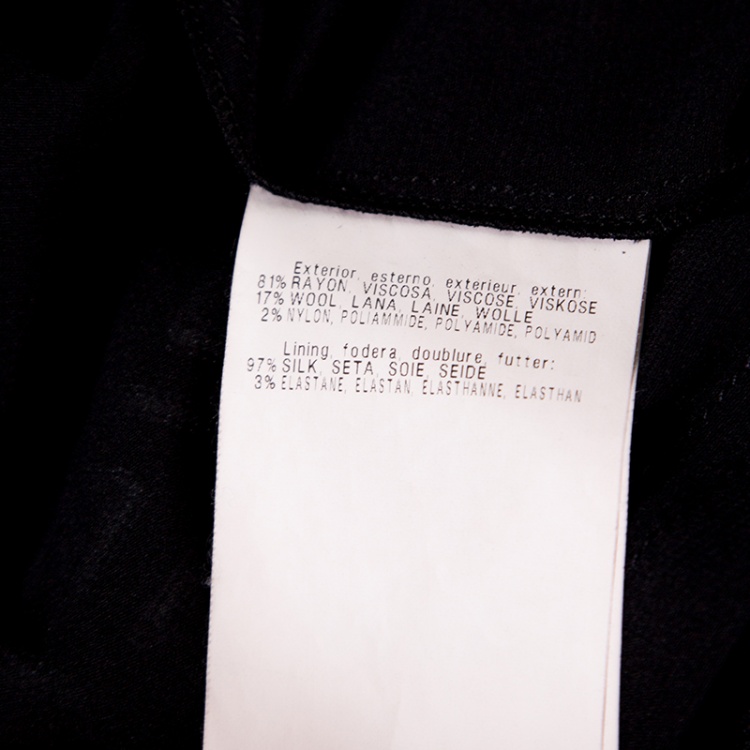 Exterior, esterno, exterieur, extern:
81% RAYON, VISCOSA, VISCOSE, VISKOSE
17% WOOL, LANA, LAINE, WOLLE
2% NYLON, POLIAMMIDE, POLYAMIDE, POLYAMID
Lining, fodera, doublure, futter:
97% SILK, SETA, SOIE, SEIDE
3% ELASTANE, ELASTAN, ELASTHANNE, ELASTHAN